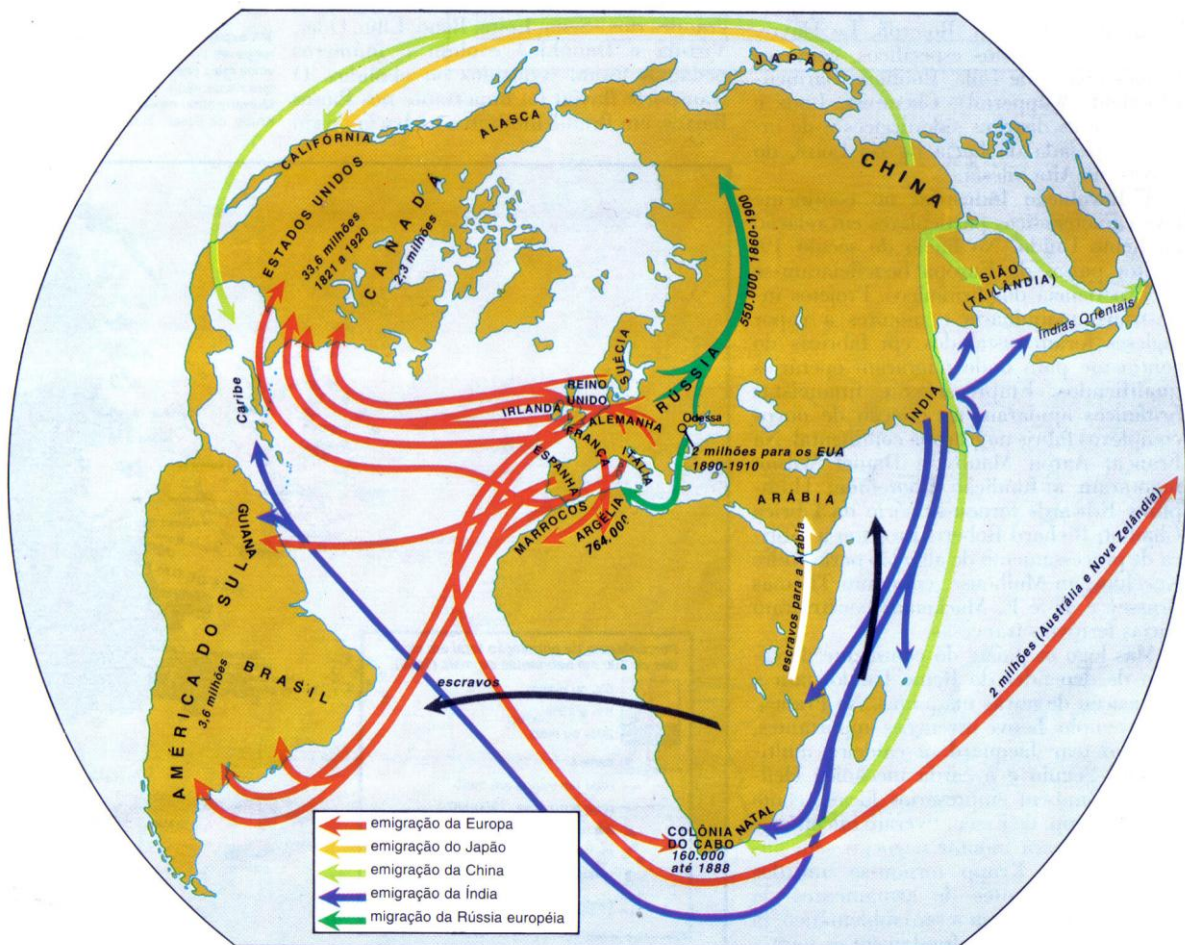 JAPÃO
ALASCA
CALIFÓRNIA
CHINA
ESTADOS UNIDOS
33,6 milhões
1821 a 1920
CANADÁ
2,3 milhões
SIÃO
(TAILÂNDIA)
Índias Orientais
550.000, 1860-1900
SUÉCIA
RÚSSIA
REINO
UNIDO
IRLANDA
ALEMANHA
Odessa
FRANÇA
ITÁLIA
ESPANHA
2 milhões para os EUA
1890-1910
ÍNDIA
Caribe
ARÁBIA
MARROCOS
ARGÉLIA
764.000
GUIANA
escravos para a Arábia
2 milhões (Austrália e Nova Zelândia)
AMÉRICA DO SUL
3,6 milhões
BRASIL
escravos
COLÔNIA
DO CABO
NATAL
160.000
até 1888
emigração da Europa
emigração do Japão
emigração da China
emigração da Índia
migração da Rússia européia